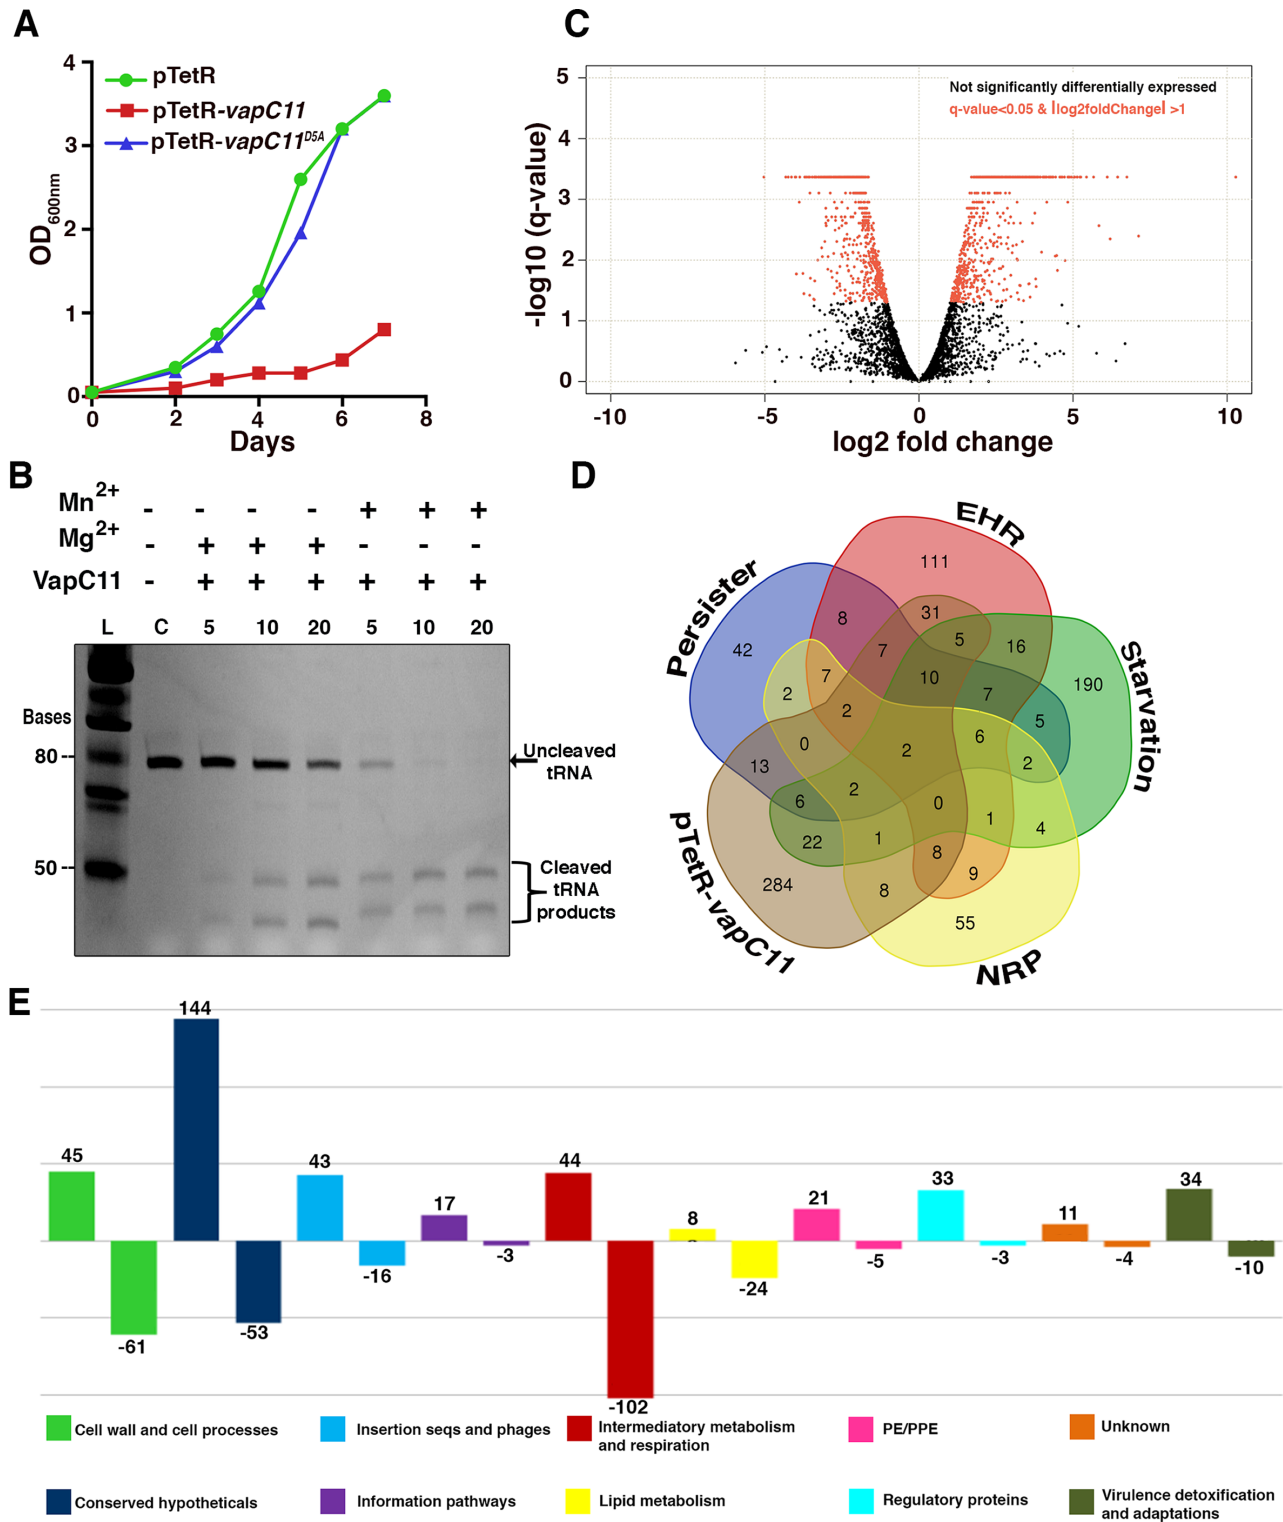 A
4
3
2
1
0
0
2
4
6
8
OD600nm
Days
pTetR
pTetR-vapC11
pTetR-vapC11D5A
C
5
4
3
2
1
0
-10
-5
0
5
10
-log10 (q-value)
log2 fold change
Not significantly differentially expressed
q-value<0.05 & |log2foldChange| >1
B
Mn2+ - - - - + + +
Mg2+ - + + + - - -
VapC11 - + + + + + +
L C 5 10 20 5 10 20
Bases
80
50
Uncleaved
tRNA
Cleaved
tRNA
products
D
Persister
EHR
Starvation
NRP
pTetR-vapC11
111
8
31
5
16
42
7
10
7
190
7
2
5
2
6
2
0
2
13
2
0
1
4
6
22
1
8
9
284
8
55
E
45
-61
144
-53
43
-16
17
-3
44
-102
8
-24
21
-5
33
-3
11
-4
34
-10
Cell wall and cell processes
Insertion seqs and phages
Intermediatory metabolism
and respiration
PE/PPE
Unknown
Conserved hypotheticals
Information pathways
Lipid metabolism
Regulatory proteins
Virulence detoxification
and adaptations